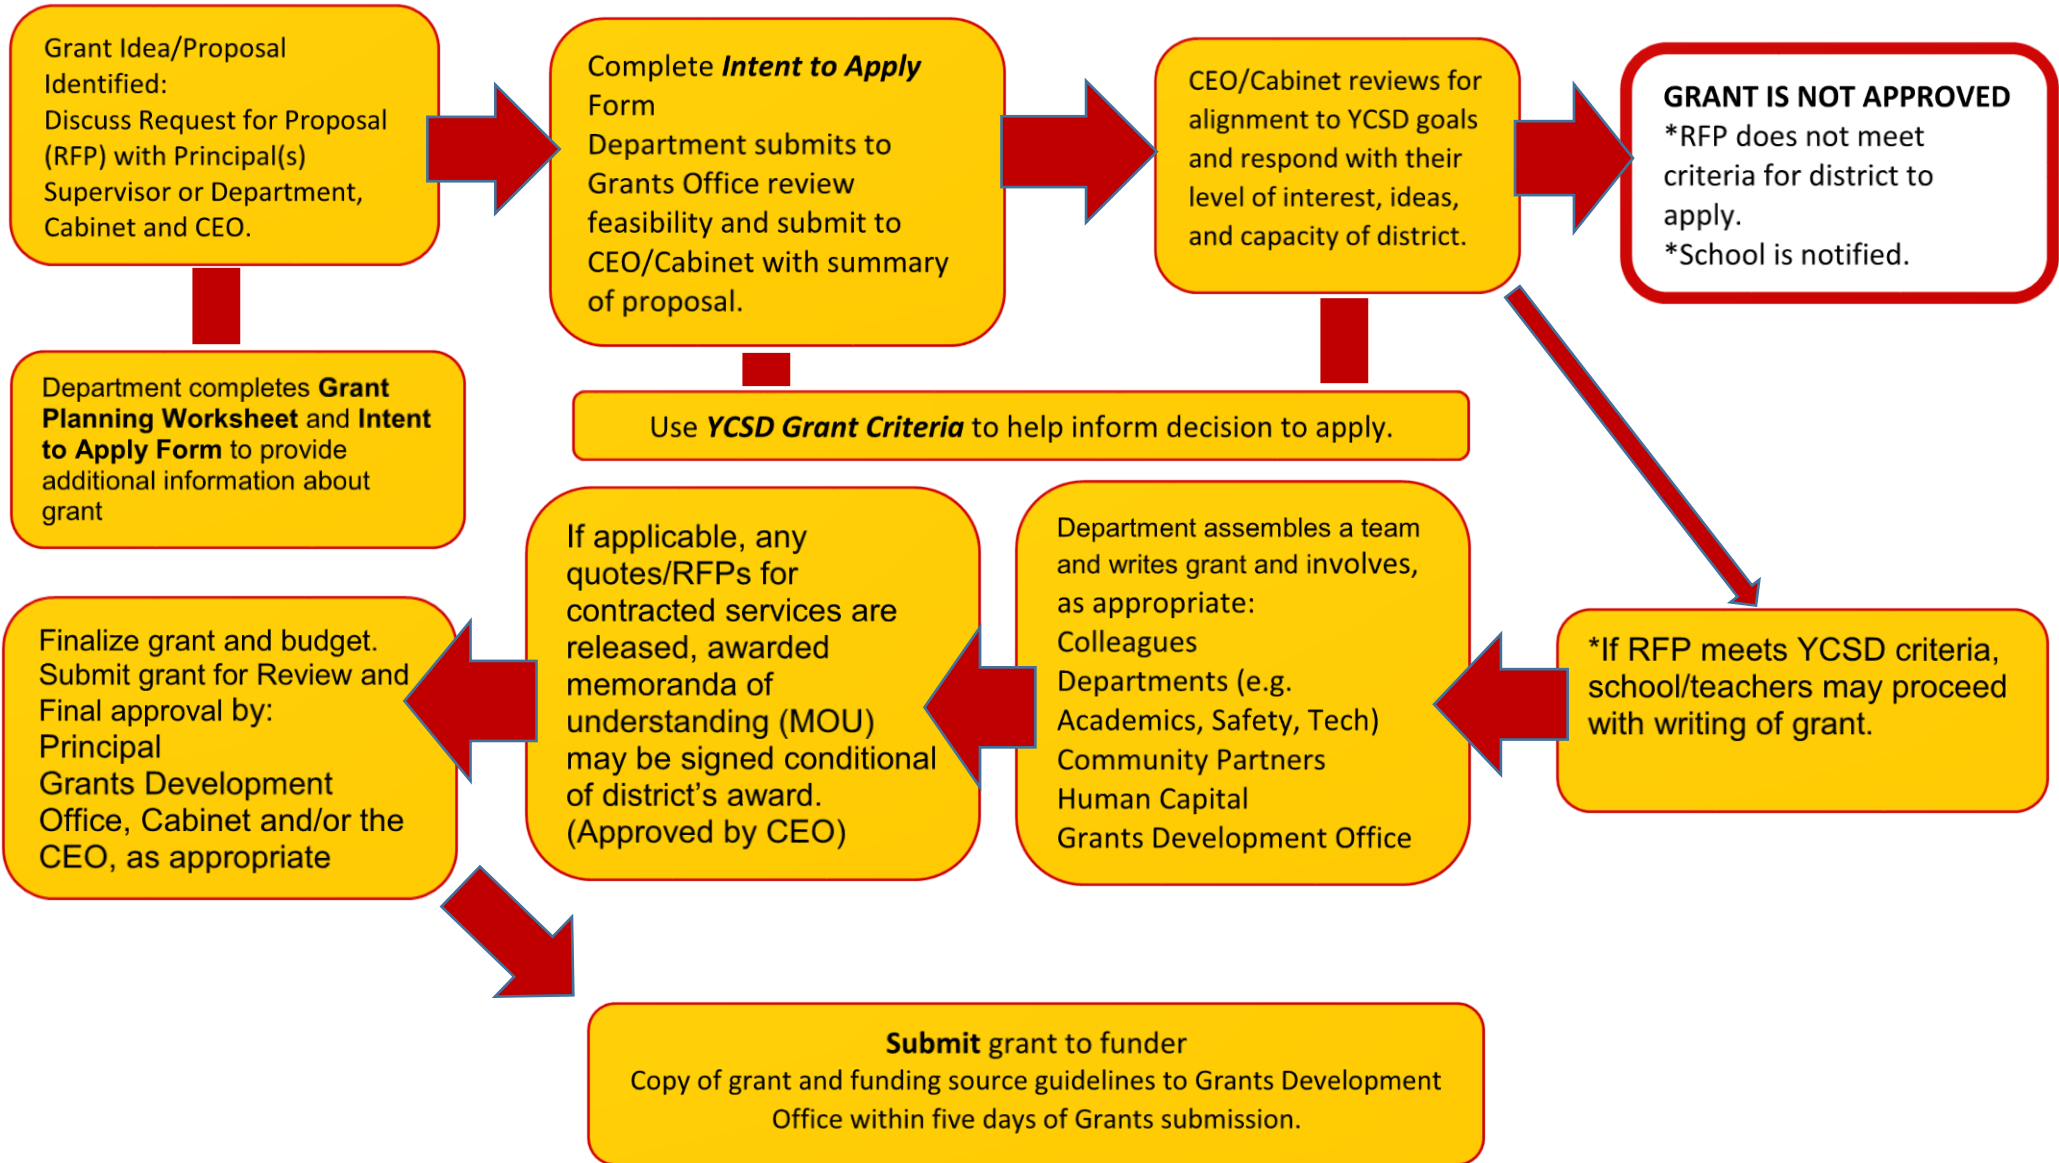 Grant Idea/Proposal
Identified:
Discuss Request for Proposal
(RFP) with Principal(s)
Supervisor or Department,
Cabinet and CEO.
Complete Intent to Apply
Form
Department submits to
Grants Office review
feasibility and submit to
CEO/Cabinet with summary
of proposal.
CEO/Cabinet reviews for
alignment to YCSD goals
and respond with their
level of interest, ideas,
and capacity of district.
GRANT IS NOT APPROVED
*RFP does not meet
criteria for district to
apply.
*School is notified.
Department completes Grant
Planning Worksheet and Intent
to Apply Form to provide
additional information about
grant
Use YCSD Grant Criteria to help inform decision to apply.
*If RFP meets YCSD criteria,
school/teachers may proceed
with writing of grant.
Department assembles a team
and writes grant and involves,
as appropriate:
Colleagues
Departments (e.g.
Academics, Safety, Tech)
Community Partners
Human Capital
Grants Development Office
If applicable, any
quotes/RFPs for
contracted services are
released, awarded
memoranda of
understanding (MOU)
may be signed conditional
of district’s award.
(Approved by CEO)
Finalize grant and budget.
Submit grant for Review and
Final approval by:
Principal
Grants Development
Office, Cabinet and/or the
CEO, as appropriate
Submit grant to funder
Copy of grant and funding source guidelines to Grants Development
Office within five days of Grants submission.